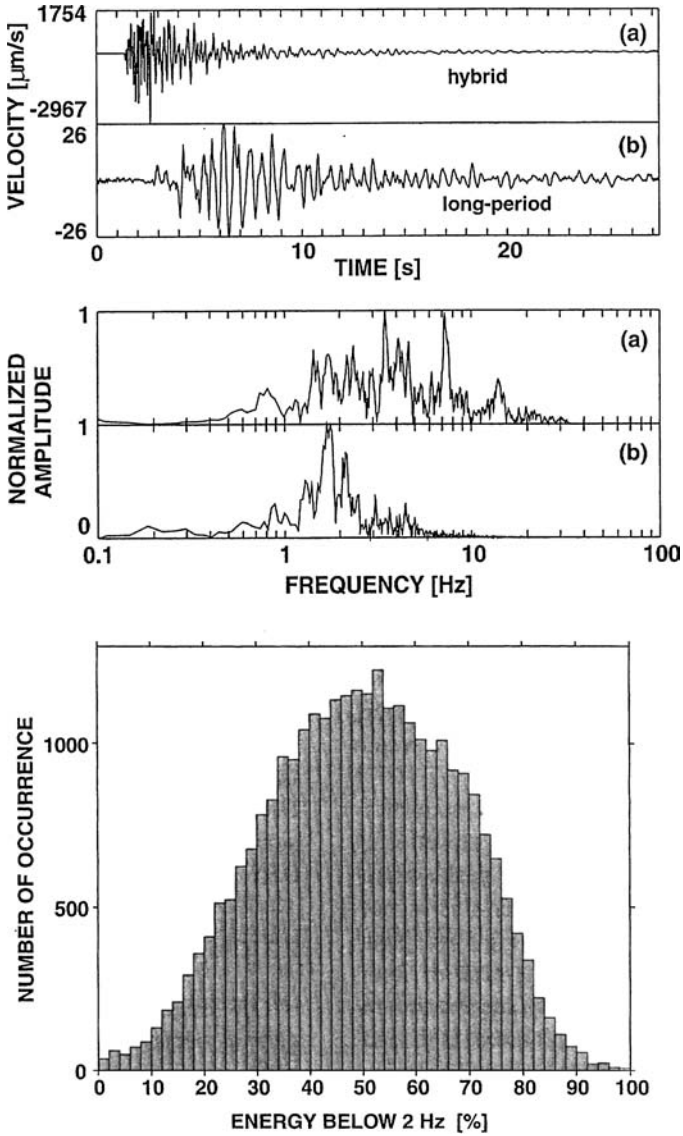 VELOCITY [μm/s]
1754
(a)
hybrid
-2967
26
(b)
long-period
-26
0 10 20
TIME [s]
NORMALIZED
AMPLITUDE
1
(a)
1
(b)
0
0.1 1 10 100
FREQUENCY [Hz]
NUMBER OF OCCURRENCE
1000
500
0
0 10 20 30 40 50 60 70 80 90 100
ENERGY BELOW 2 Hz [%]